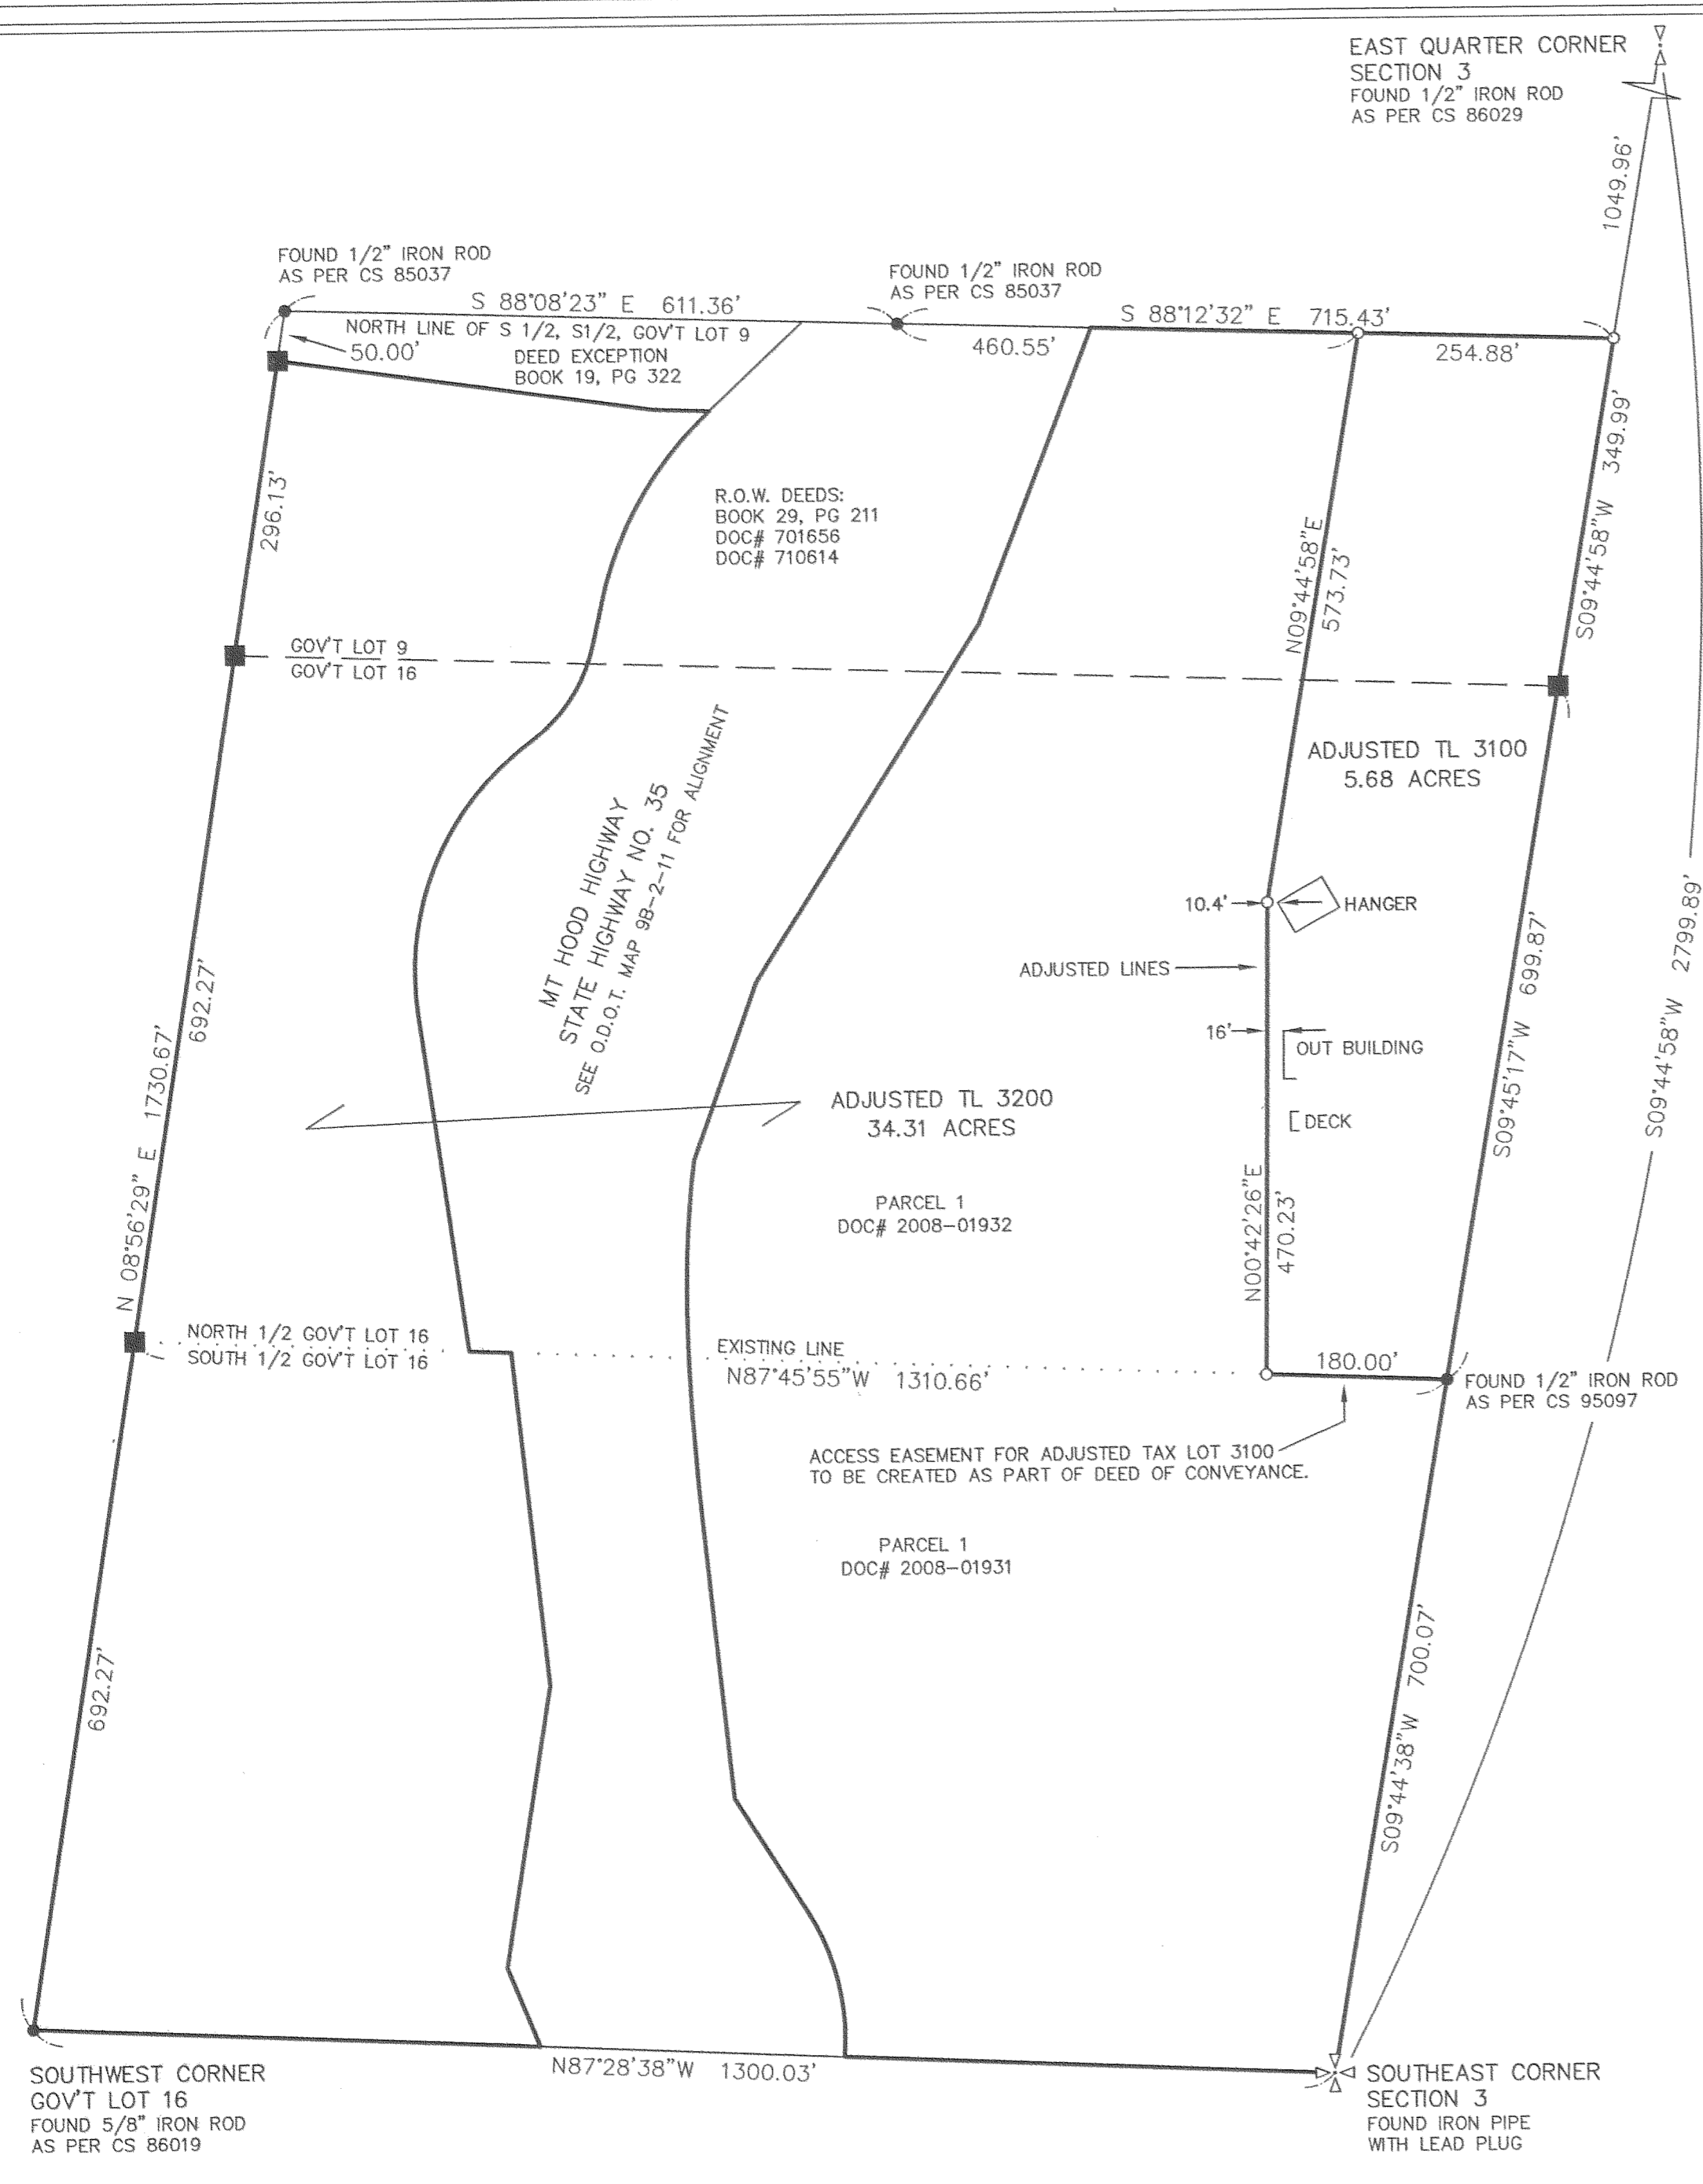 EAST QUARTER CORNER
SECTION 3
FOUND 1/2" IRON ROD
AS PER CS 86029
1049.96'
FOUND 1/2" IRON ROD
AS PER CS 85037
FOUND 1/2" IRON ROD
AS PER CS 85037
S 88°08'23" E 611.36'
S 88°12'32" E 715.43'
NORTH LINE OF S 1/2, S1/2, GOV'T LOT 9
50.00'
460.55'
254.88'
DEED EXCEPTION
BOOK 19, PG 322
296.13'
R.O.W. DEEDS:
BOOK 29, PG 211
DOC# 701656
DOC# 710614
N09°44'58"E
573.73'
S09°44'58"W 349.99'
GOV'T LOT 9
GOV'T LOT 16
ADJUSTED TL 3100
5.68 ACRES
MT HOOD HIGHWAY
STATE HIGHWAY NO. 35
SEE O.D.O.T. MAP 9B-2-11 FOR ALIGNMENT
10.4'
HANGER
ADJUSTED LINES
16'
OUT BUILDING
DECK
S09°45'17"W 699.87'
S09°44'58"W 2799.89'
692.27'
N 08°56'29" E 1730.67'
ADJUSTED TL 3200
34.31 ACRES
PARCEL 1
DOC# 2008-01932
N00°42'26"E
470.23'
NORTH 1/2 GOV'T LOT 16
SOUTH 1/2 GOV'T LOT 16
EXISTING LINE
N87°45'55"W 1310.66'
180.00'
FOUND 1/2" IRON ROD
AS PER CS 95097
ACCESS EASEMENT FOR ADJUSTED TAX LOT 3100
TO BE CREATED AS PART OF DEED OF CONVEYANCE.
PARCEL 1
DOC# 2008-01931
692.27'
S09°44'38"W 700.07'
N87°28'38"W 1300.03'
SOUTHWEST CORNER
GOV'T LOT 16
FOUND 5/8" IRON ROD
AS PER CS 86019
SOUTHEAST CORNER
SECTION 3
FOUND IRON PIPE
WITH LEAD PLUG